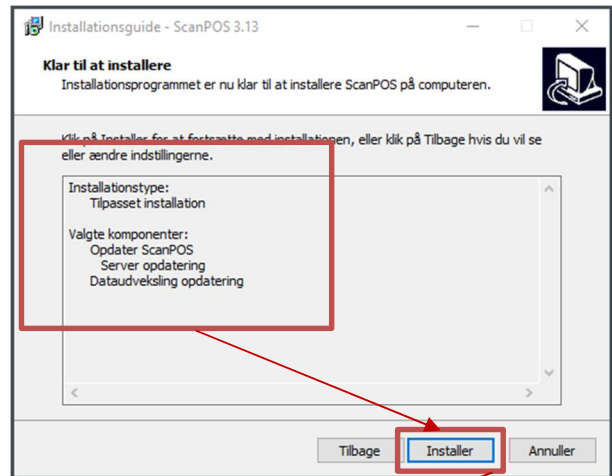 Installationsguide - ScanPOS 3.13
Klar til at installere
Installationsprogrammet er nu klar til at installere ScanPOS på computeren.
Klik på Installer for at fortsætte med installationen, eller klik på Tilbage hvis du vil se
eller ændre indstillingerne.
Installationstype:
Tilpasset installation
Valgte komponenter:
Opdater ScanPOS
Server opdatering
Dataudveksling opdatering
Tilbage
Installer
Annuller